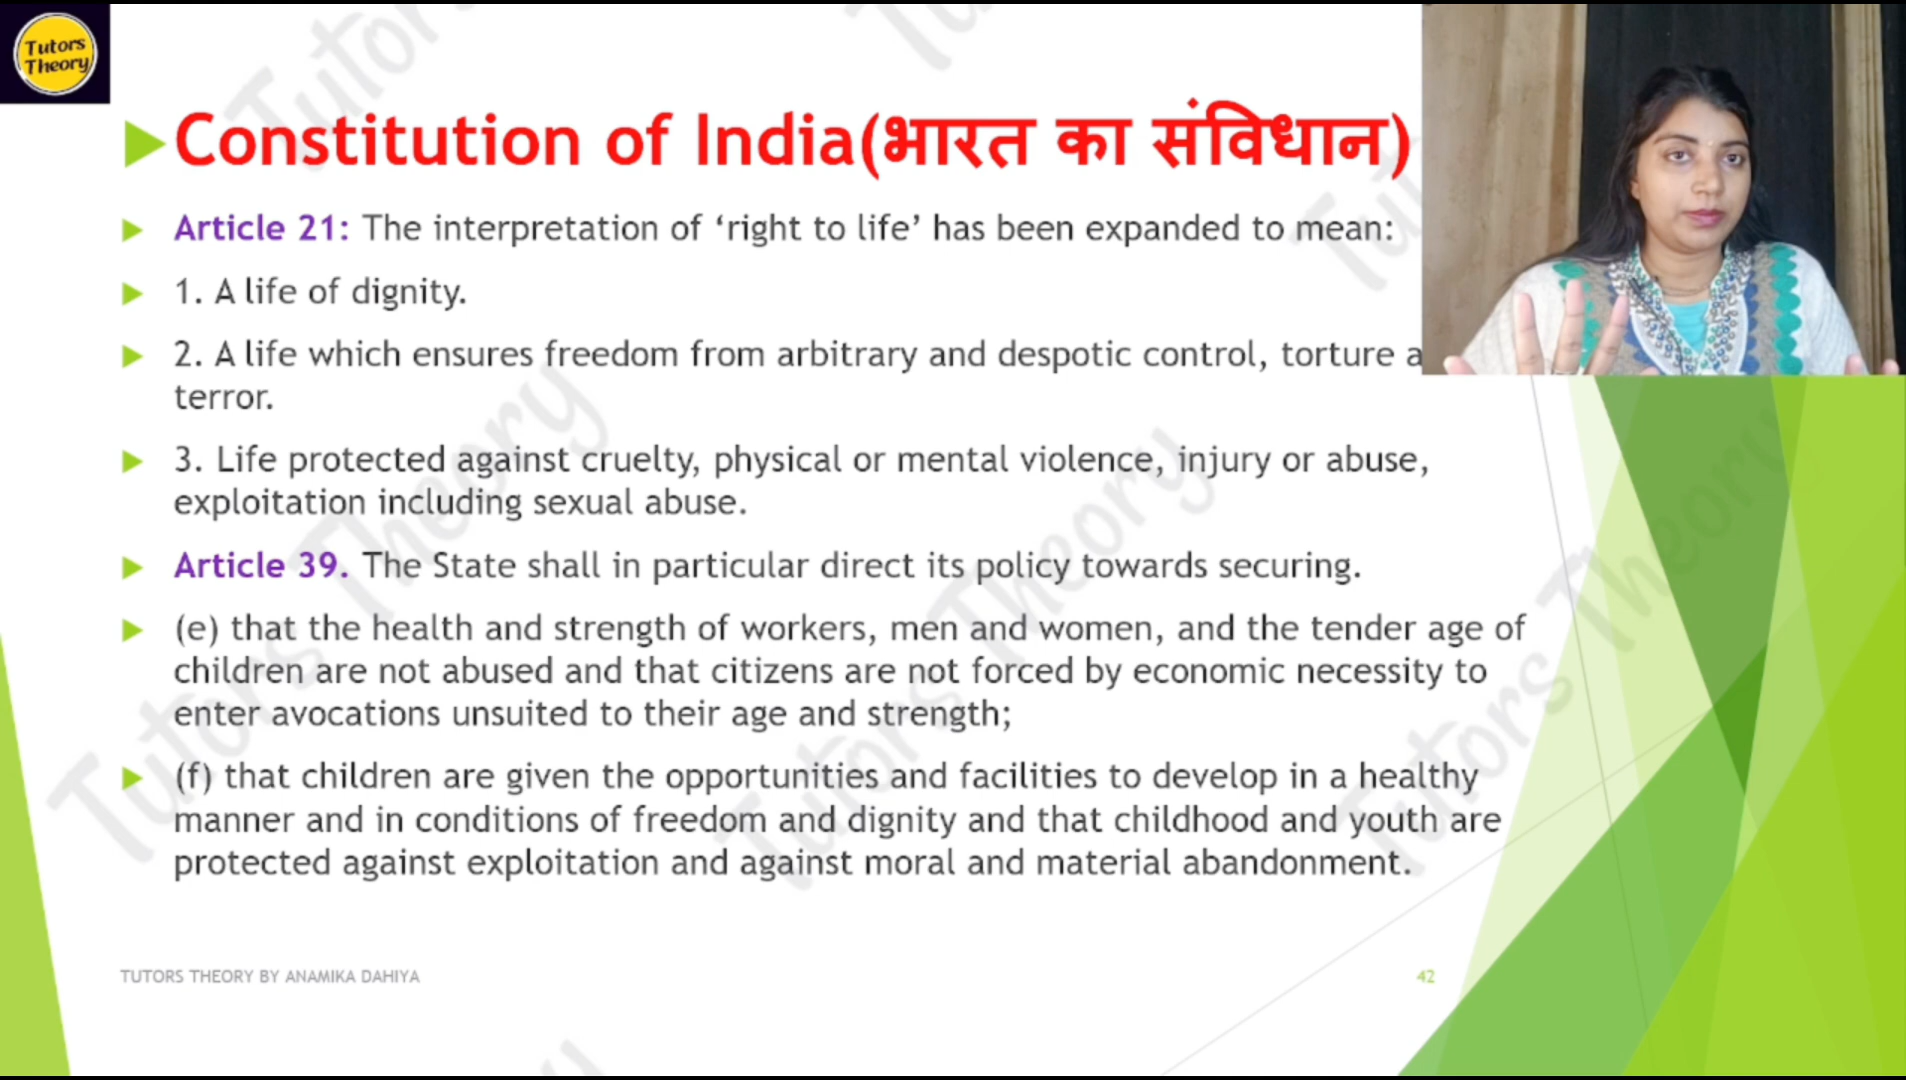 Tutors
Theory
Constitution of India(भारत का संविधान)
Article 21: The interpretation of ‘right to life’ has been expanded to mean:
1. A life of dignity.
2. A life which ensures freedom from arbitrary and despotic control, torture
terror.
3. Life protected against cruelty, physical or mental violence, injury or abuse,
exploitation including sexual abuse.
Article 39. The State shall in particular direct its policy towards securing.
(e) that the health and strength of workers, men and women, and the tender age of
children are not abused and that citizens are not forced by economic necessity to
enter avocations unsuited to their age and strength;
(f) that children are given the opportunities and facilities to develop in a healthy
manner and in conditions of freedom and dignity and that childhood and youth are
protected against exploitation and against moral and material abandonment.
TUTORS THEORY BY ANAMIKA DAHIYA
42
Tutors Theory
Tutors Theory
Tutors Theory